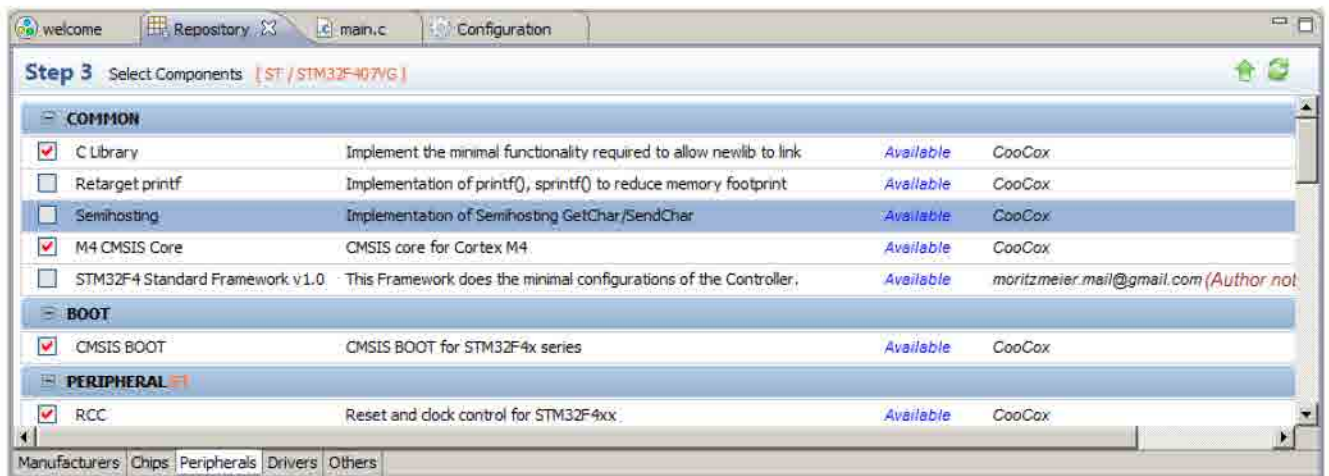 welcome Repository main.c Configuration
Step 3 Select Components [ ST / STM32F407VG ]
COMMON
C Library Implement the minimal functionality required to allow newlib to link Available CooCox
Retarget printf Implementation of printf(), sprintf() to reduce memory footprint Available CooCox
Semihosting Implementation of Semihosting GetChar/SendChar Available CooCox
M4 CMSIS Core CMSIS core for Cortex M4 Available CooCox
STM32F4 Standard Framework v1.0 This Framework does the minimal configurations of the Controller. Available moritzmeier.mail@gmail.com (Author not
BOOT
CMSIS BOOT CMSIS BOOT for STM32F4x series Available CooCox
PERIPHERAL
RCC Reset and clock control for STM32F4xx Available CooCox
Manufacturers Chips Peripherals Drivers Others